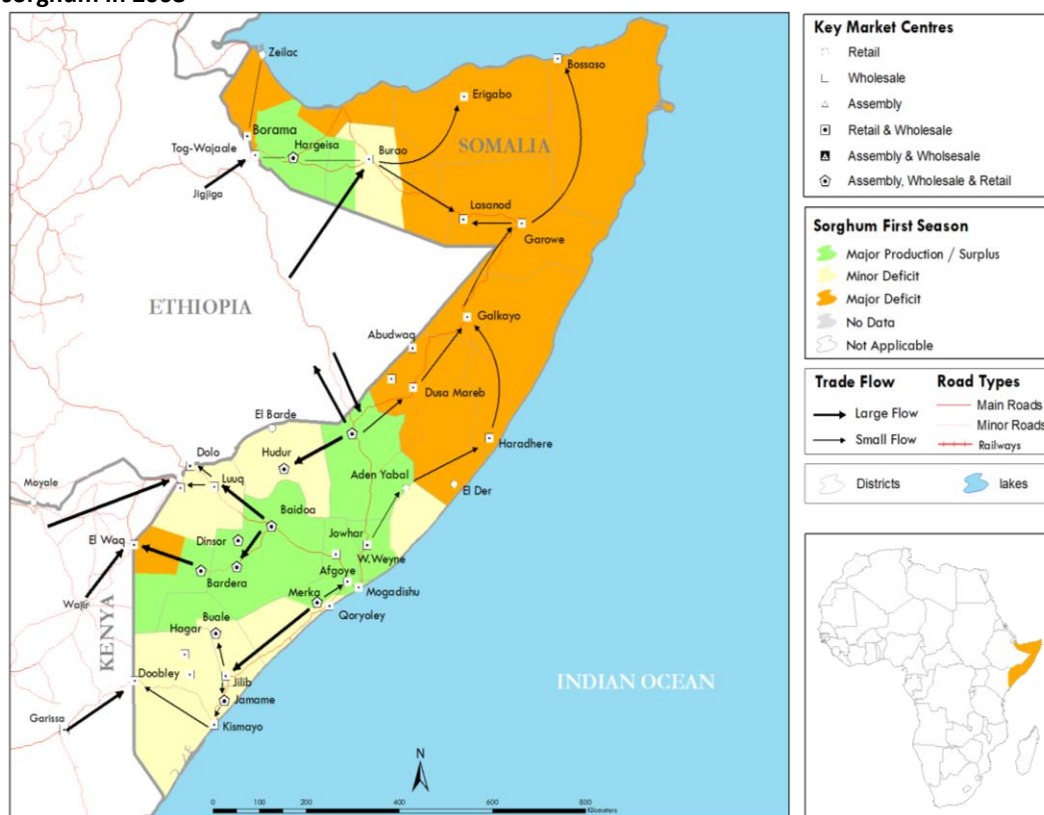 Key Market Centres
Retail
Wholesale
Assembly
Retail & Wholesale
Assembly & Wholsesale
Assembly, Wholesale & Retail
Sorghum First Season
Major Production / Surplus
Minor Deficit
Major Deficit
No Data
Not Applicable
Trade Flow
Road Types
Large Flow
Main Roads
Small Flow
Minor Roads
Railways
Districts
lakes
Zeilac
Bossaso
Erigabo
Borama
SOMALIA
Tog-Wajaale
Hargeisa
Burao
Jigjiga
Lasanod
Garowe
ETHIOPIA
Galkayo
Abudwaq
Dusa Mareb
El Barde
Haradhere
Dolo
Hudur
Aden Yabal
El Der
Moyale
Luuq
Baidoa
El Waq
Dinsor
Jowhar
W.Weyne
Bardera
Afgoye
Merka
Mogadishu
Wajir
Buale
Qoryoley
KENYA
Hagar
Doobley
Jilib
INDIAN OCEAN
Jamame
Garissa
Kismayo
N
0 100 200 400 600 800
Kilometers